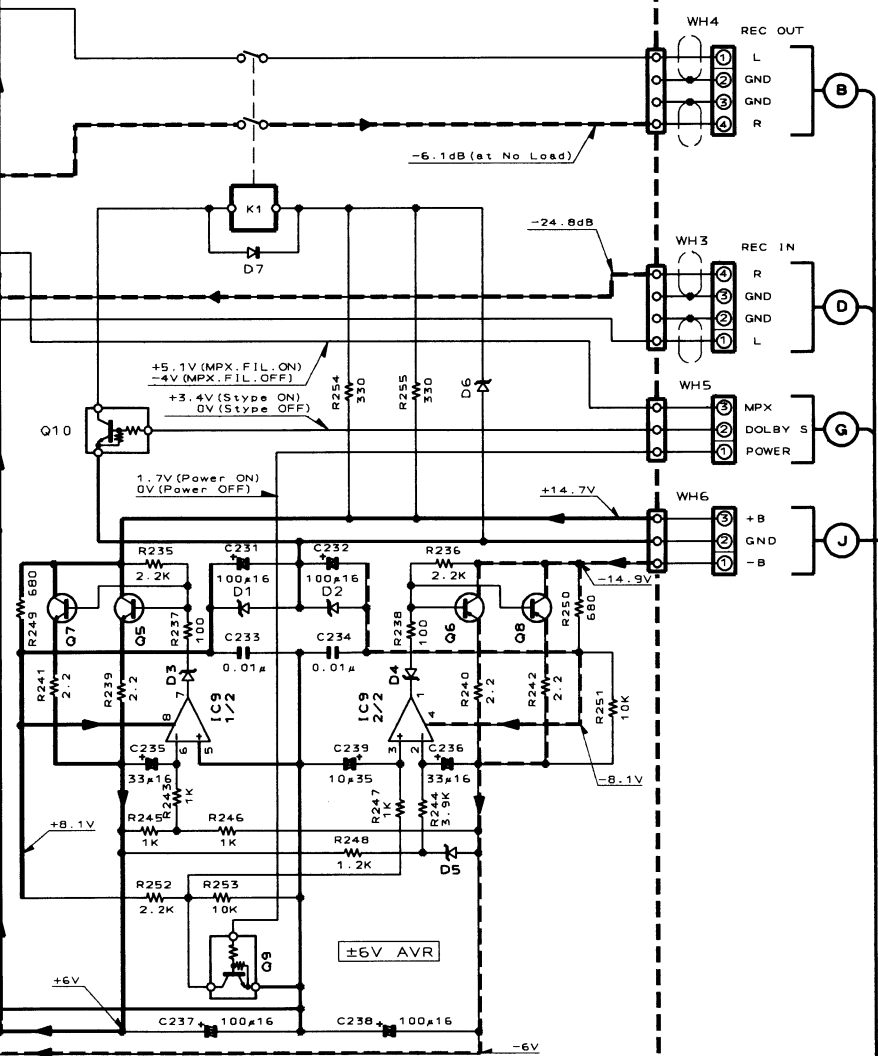 WH4
REC OUT
1 L
2 GND
3 GND
4 R
B
-6.1dB(at No Load)
K1
D7
-24.8dB
WH3
REC IN
4 R
3 GND
2 GND
1 L
D
+5.1V(MPX.FIL.ON)
-4V(MPX.FIL.OFF)
+3.4V(Stype ON)
0V(Stype OFF)
R254
330
R255
330
D6
WH5
3 MPX
2 DOLBY S
1 POWER
G
Q10
1.7V(Power ON)
0V(Power OFF)
+14.7V
WH6
3 +B
2 GND
1 -B
J
-14.9V
R235
2.2K
C231
100µ16
C232
100µ16
R236
2.2K
R249
680
Q7
Q5
R237
100
D1
D2
R238
100
Q6
Q8
R250
680
C233
0.01µ
C234
0.01µ
R241
2.2
R239
2.2
D3
7
IC9
1/2
8
6
5
D4
1
IC9
2/2
4
3
2
R240
2.2
R242
2.2
R251
10K
C235
33µ16
C239
10µ35
C236
33µ16
-8.1V
R243
1K
R247
1K
R244
3.9K
+8.1V
R245
1K
R246
1K
R248
1.2K
D5
R252
2.2K
R253
10K
Q9
±6V AVR
+6V
C237 100µ16
C238 100µ16
-6V